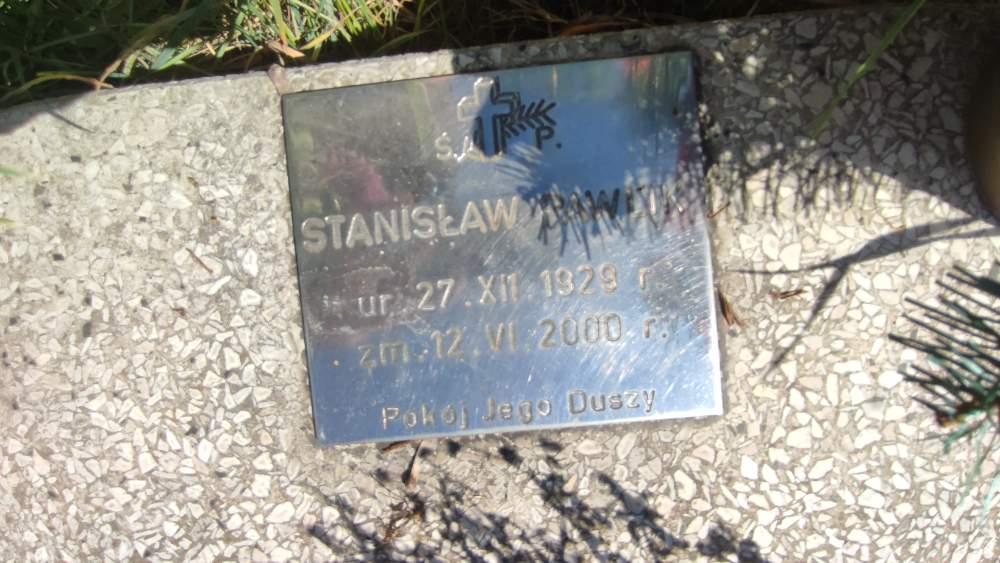 Ś. P.
STANISŁAW
ur. 27.XII.1929 r.
zm. 12.VI.2000 r.
Pokój Jego Duszy